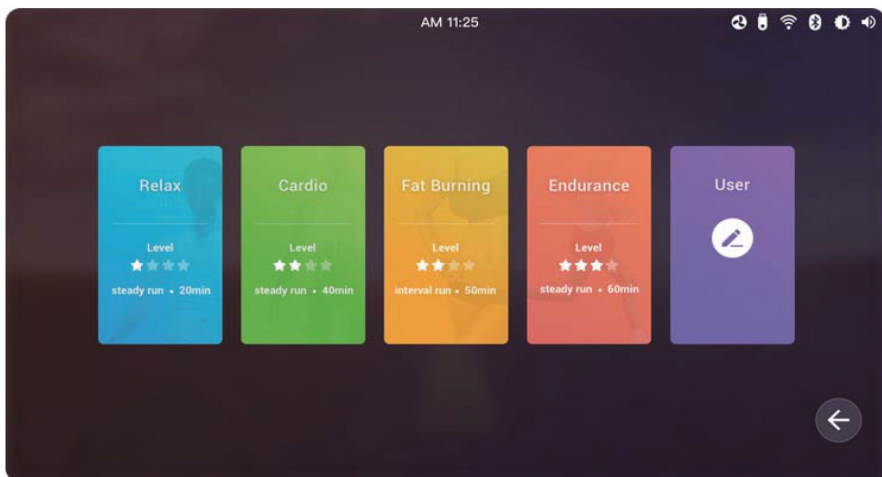 AM 11:25
Relax
Level
steady run • 20min
Cardio
Level
steady run • 40min
Fat Burning
Level
interval run • 50min
Endurance
Level
steady run • 60min
User